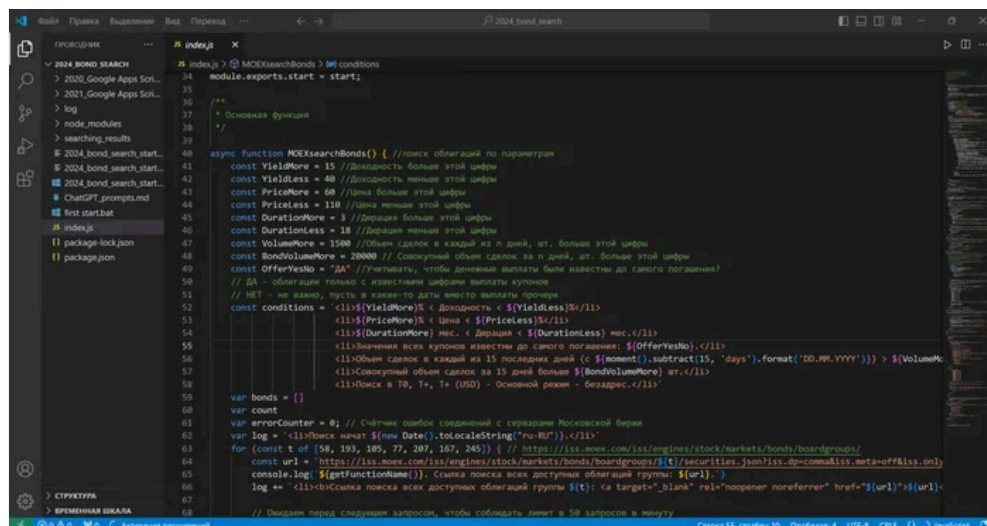 Файл Правка Выделение Вид Переход ···
2024_bond_search
ПРОВОДНИК ···
2024_BOND_SEARCH
2020_Google Apps Scri...
2021_Google Apps Scri...
log
node_modules
searching_results
2024_bond_search_start...
2024_bond_search_start...
2024_bond_search_start...
ChatGPT_prompts.md
first start.bat
index.js
package-lock.json
package.json
СТРУКТУРА
ВРЕМЕННАЯ ШКАЛА
JS index.js ×
JS index.js > MOEXsearchBonds > conditions
34 module.exports.start = start;
35
36 /**
37 * Основная функция
38 */
39
40 async function MOEXsearchBonds() { //поиск облигаций по параметрам
41 const YieldMore = 15 //Доходность больше этой цифры
42 const YieldLess = 40 //Доходность меньше этой цифры
43 const PriceMore = 60 //Цена больше этой цифры
44 const PriceLess = 110 //Цена меньше этой цифры
45 const DurationMore = 3 //Дюрация больше этой цифры
46 const DurationLess = 18 //Дюрация меньше этой цифры
47 const VolumeMore = 1500 //Объем сделок в каждый из n дней, шт. больше этой цифры
48 const BondVolumeMore = 20000 // Совокупный объем сделок за n дней, шт. больше этой цифры
49 const OfferYesNo = "ДА" //Учитывать, чтобы денежные выплаты были известны до самого погашения?
50 // ДА - облигации только с известными цифрами выплаты купонов
51 // НЕТ - не важно, пусть в какие-то даты вместо выплаты прочерк
52 const conditions = `<li>${YieldMore}% < Доходность < ${YieldLess}%</li>
53 <li>${PriceMore}% < Цена < ${PriceLess}%</li>
54 <li>${DurationMore} мес. < Дюрация < ${DurationLess} мес.</li>
55 <li>Значения всех купонов известны до самого погашения: ${OfferYesNo}.</li>
56 <li>Объем сделок в каждый из 15 последних дней (c ${moment().subtract(15, 'days').format('DD.MM.YYYY')}) > ${VolumeMo
57 <li>Совокупный объем сделок за 15 дней больше ${BondVolumeMore} шт.</li>
58 <li>Поиск в T0, T+, T+ (USD) - Основной режим - безадрес.</li>`
59 var bonds = []
60 var count
61 var errorCounter = 0; // Счётчик ошибок соединений с серверами Московской биржи
62 var log = `<li>Поиск начат ${new Date().toLocaleString("ru-RU")}.</li>`
63 for (const t of [58, 193, 105, 77, 207, 167, 245]) { // https://iss.moex.com/iss/engines/stock/markets/bonds/boardgroups/
64 const url = `https://iss.moex.com/iss/engines/stock/markets/bonds/boardgroups/${t}/securities.json?iss.dp=comma&iss.meta=off&iss.only
65 console.log(`${getFunctionName()}. Ссылка поиска всех доступных облигаций группы: ${url}.`)
66 log += `<li><b>Ссылка поиска всех доступных облигаций группы ${t}: <a target="_blank" rel="noopener noreferrer" href="${url}">${url}<
67
68 // Ожидаем перед следующим запросом, чтобы соблюдать лимит в 50 запросов в минуту